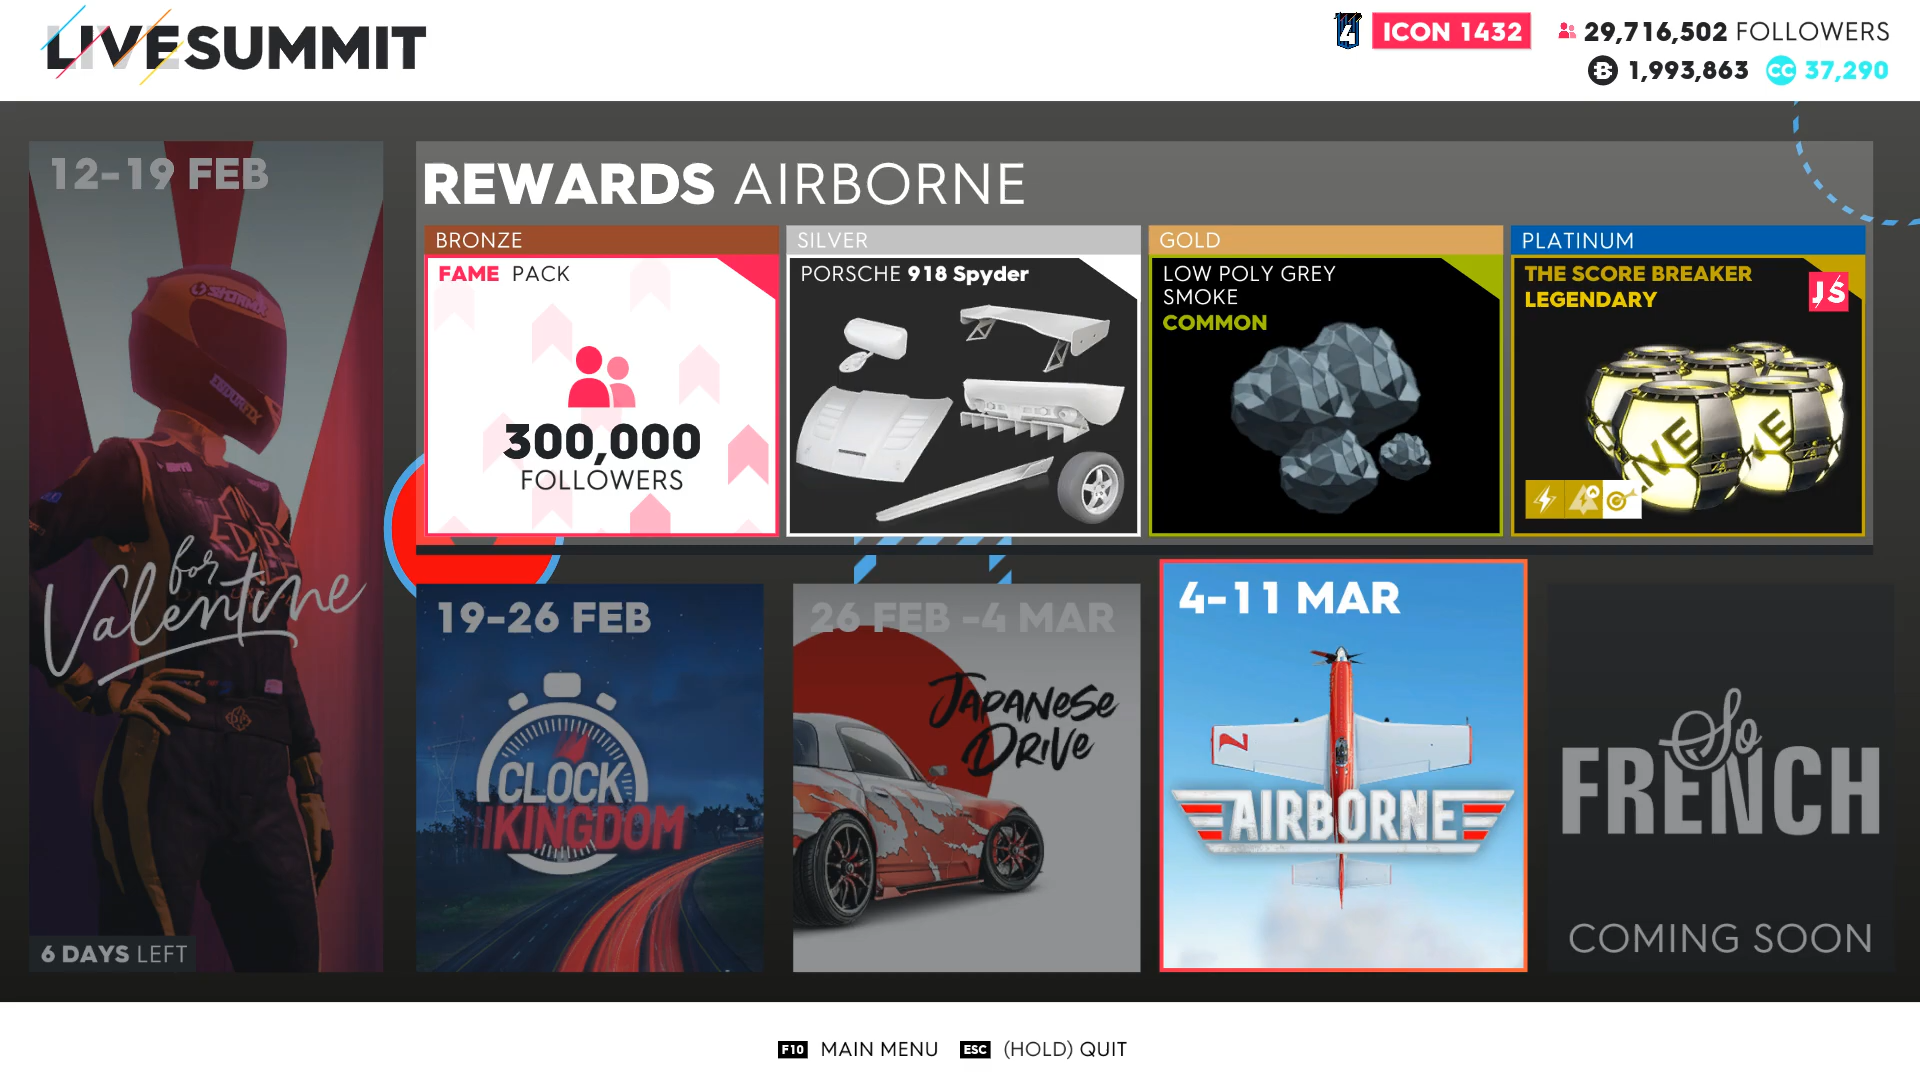 LIVESUMMIT
4 ICON 1432
29,716,502 FOLLOWERS
1,993,863 CC 37,290
12-19 FEB
for
Valentine
6 DAYS LEFT
REWARDS AIRBORNE
BRONZE
FAME PACK
300,000
FOLLOWERS
SILVER
PORSCHE 918 Spyder
GOLD
LOW POLY GREY
SMOKE
COMMON
PLATINUM
THE SCORE BREAKER
LEGENDARY
JS
19-26 FEB
CLOCK
KINGDOM
26 FEB -4 MAR
JAPANESE
DRIVE
4-11 MAR
AIRBORNE
So
FRENCH
COMING SOON
F10 MAIN MENU ESC (HOLD) QUIT